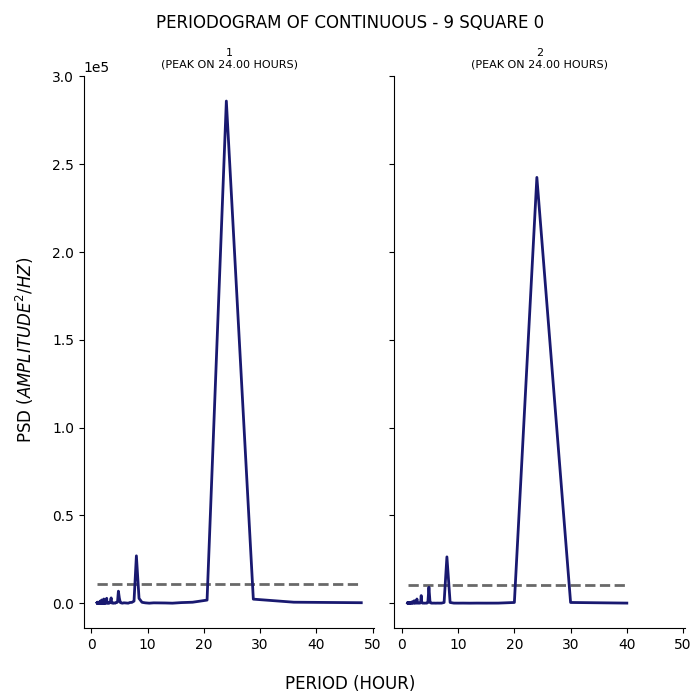 PERIODOGRAM OF CONTINUOUS - 9 SQUARE 0
1
(PEAK ON 24.00 HOURS)
2
(PEAK ON 24.00 HOURS)
1e5
3.0
2.5
2.0
1.5
1.0
0.5
0.0
PSD (AMPLITUDE²/HZ)
0 10 20 30 40 50
0 10 20 30 40 50
PERIOD (HOUR)